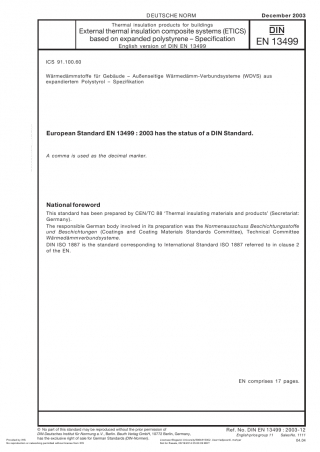 DEUTSCHE NORM
December 2003
Thermal insulation products for buildings
External thermal insulation composite systems (ETICS)
based on expanded polystyrene – Specification
English version of DIN EN 13499
DIN
EN 13499
ICS 91.100.60
Wärmedämmstoffe für Gebäude – Außenseitige Wärmedämm-Verbundsysteme (WDVS) aus
expandiertem Polystyrol – Spezifikation
European Standard EN 13499 : 2003 has the status of a DIN Standard.
A comma is used as the decimal marker.
National foreword
This standard has been prepared by CEN/TC 88 ‘Thermal insulating materials and products’ (Secretariat:
Germany).
The responsible German body involved in its preparation was the Normenausschuss Beschichtungsstoffe
und Beschichtungen (Coatings and Coating Materials Standards Committee), Technical Committee
Wärmedämmverbundsysteme.
DIN ISO 1887 is the standard corresponding to International Standard ISO 1887 referred to in clause 2
of the EN.
EN comprises 17 pages.
© No part of this standard may be reproduced without the prior permission of
DIN Deutsches Institut für Normung e.V., Berlin. Beuth Verlag GmbH, 10772 Berlin, Germany,
has the exclusive right of sale for German Standards (DIN-Normen).
Ref. No. DIN EN 13499 : 2003-12
English price group 11 Sales No. 1111
04.04